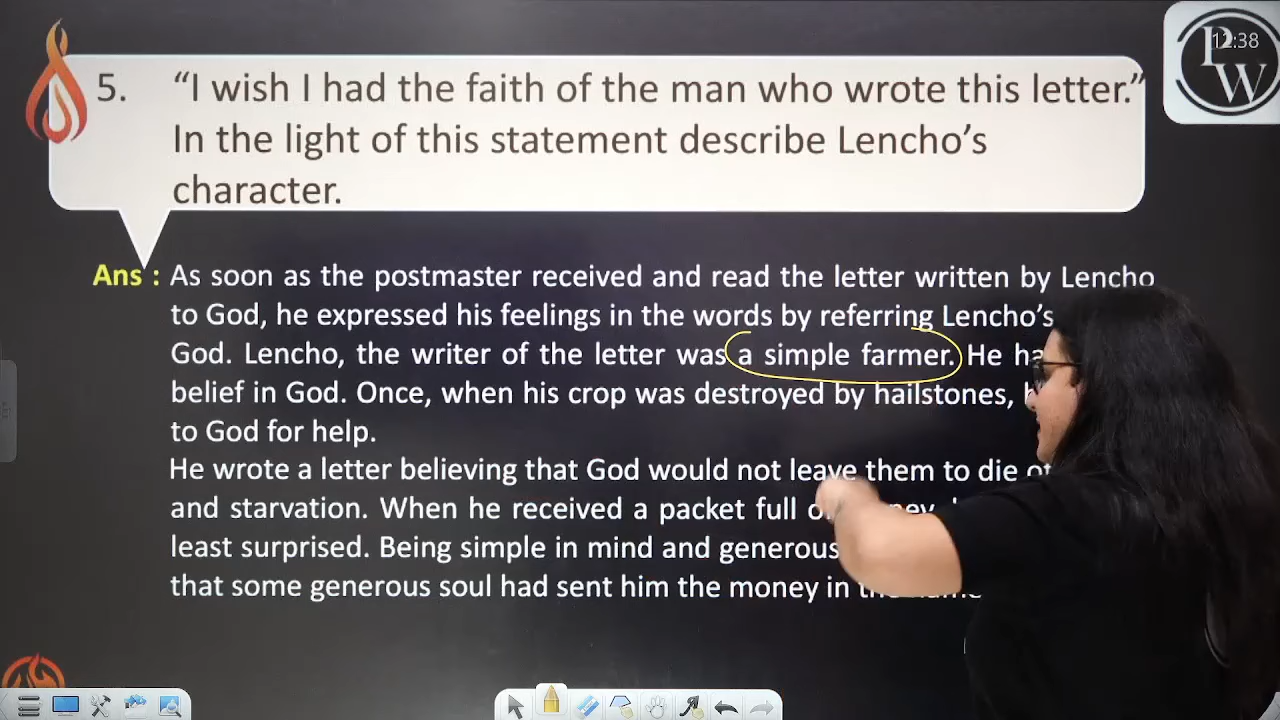 12:38
PW
5. “I wish I had the faith of the man who wrote this letter.”
In the light of this statement describe Lencho’s
character.
Ans : As soon as the postmaster received and read the letter written by Lencho
to God, he expressed his feelings in the words by referring Lencho’s
God. Lencho, the writer of the letter was a simple farmer. He
belief in God. Once, when his crop was destroyed by hailstones,
to God for help.
He wrote a letter believing that God would not leave them to die
and starvation. When he received a packet full
least surprised. Being simple in mind and generous
that some generous soul had sent him the money in